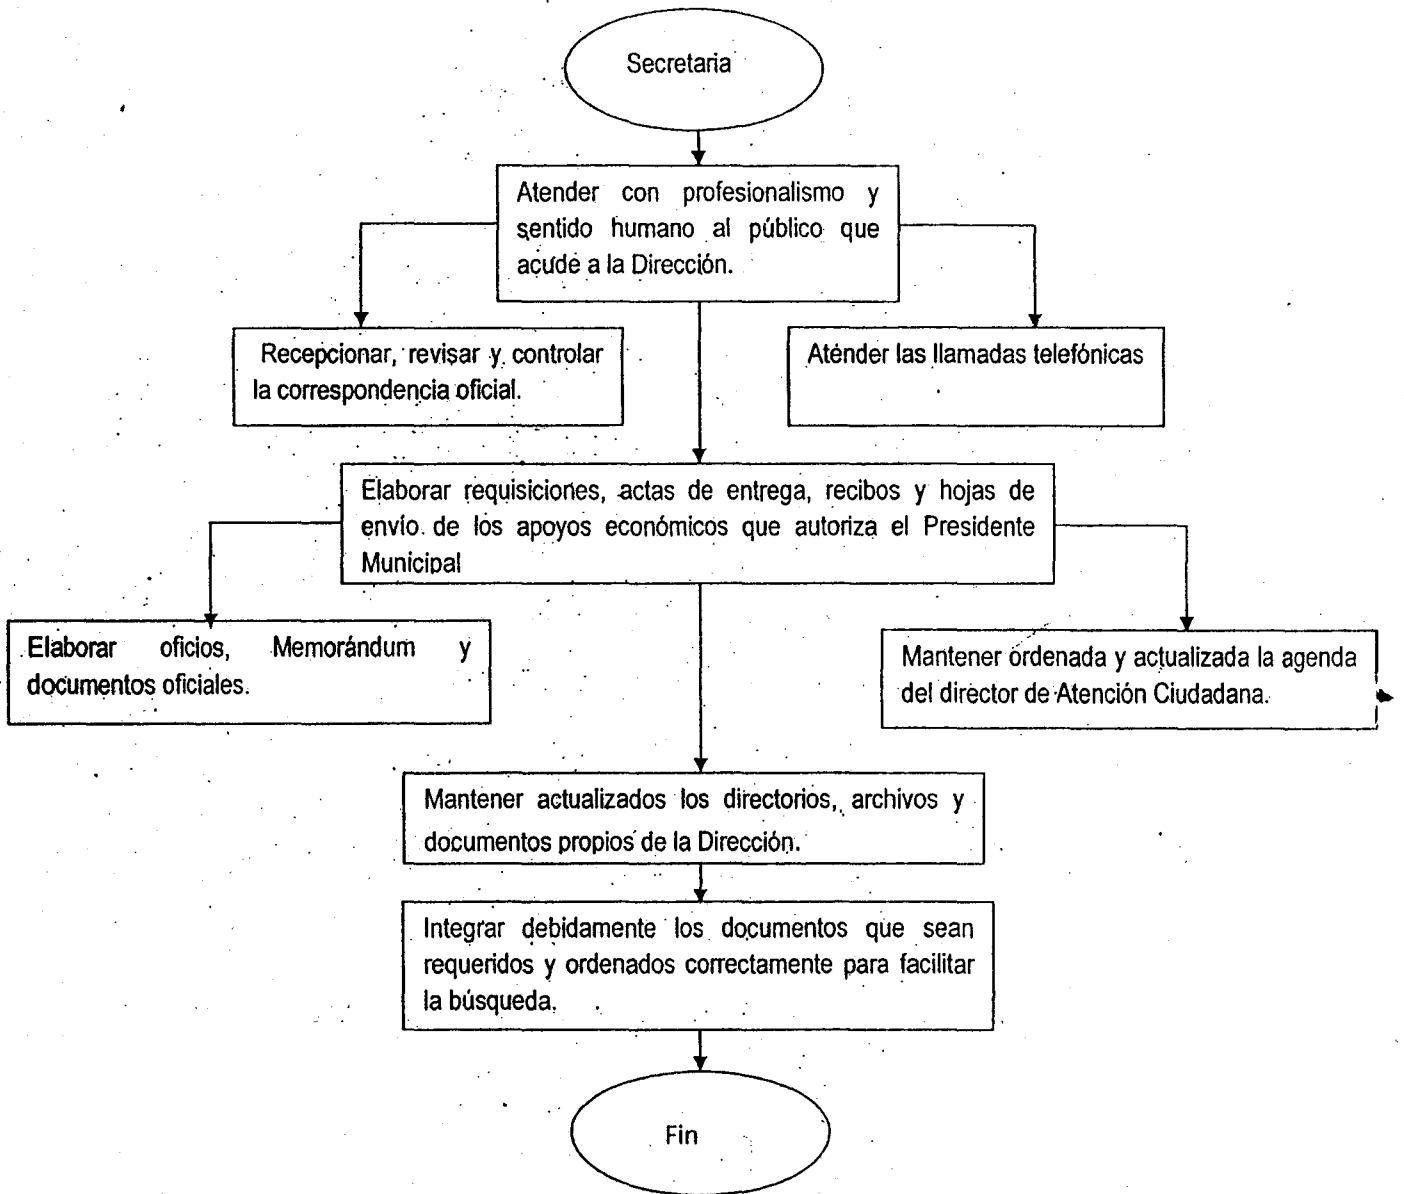 Secretaria
Atender con profesionalismo y
sentido humano al público que
acude a la Dirección.
Recepcionar, revisar y controlar
la correspondencia oficial.
Atender las llamadas telefónicas
Elaborar requisiciones, actas de entrega, recibos y hojas de
envío de los apoyos económicos que autoriza el Presidente
Municipal
Elaborar oficios, Memorándum y
documentos oficiales.
Mantener ordenada y actualizada la agenda
del director de Atención Ciudadana.
Mantener actualizados los directorios, archivos y
documentos propios de la Dirección.
Integrar debidamente los documentos que sean
requeridos y ordenados correctamente para facilitar
la búsqueda.
Fin